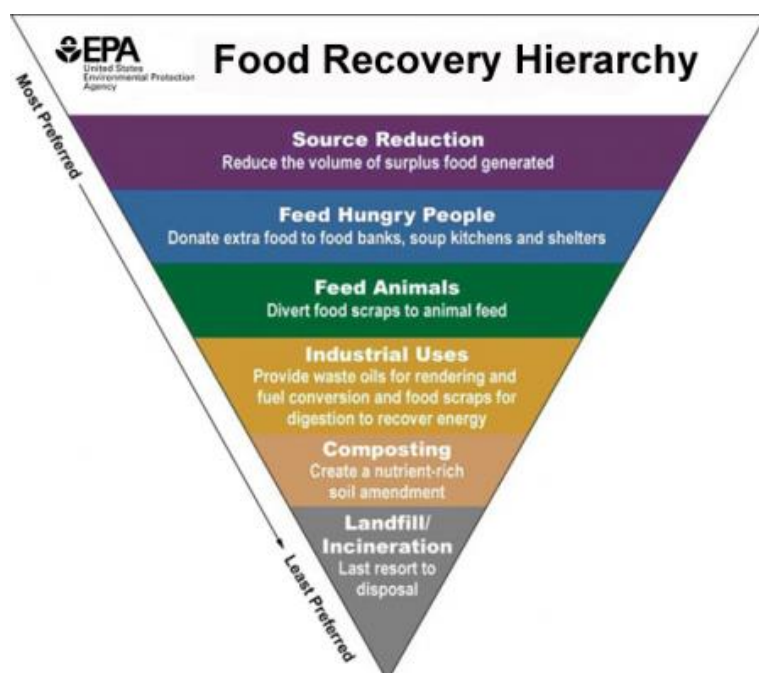 EPA
United States
Environmental Protection
Agency
Food Recovery Hierarchy
Most Preferred
Source Reduction
Reduce the volume of surplus food generated
Feed Hungry People
Donate extra food to food banks, soup kitchens and shelters
Feed Animals
Divert food scraps to animal feed
Industrial Uses
Provide waste oils for rendering and
fuel conversion and food scraps for
digestion to recover energy
Composting
Create a nutrient-rich
soil amendment
Landfill/
Incineration
Last resort to
disposal
Least Preferred